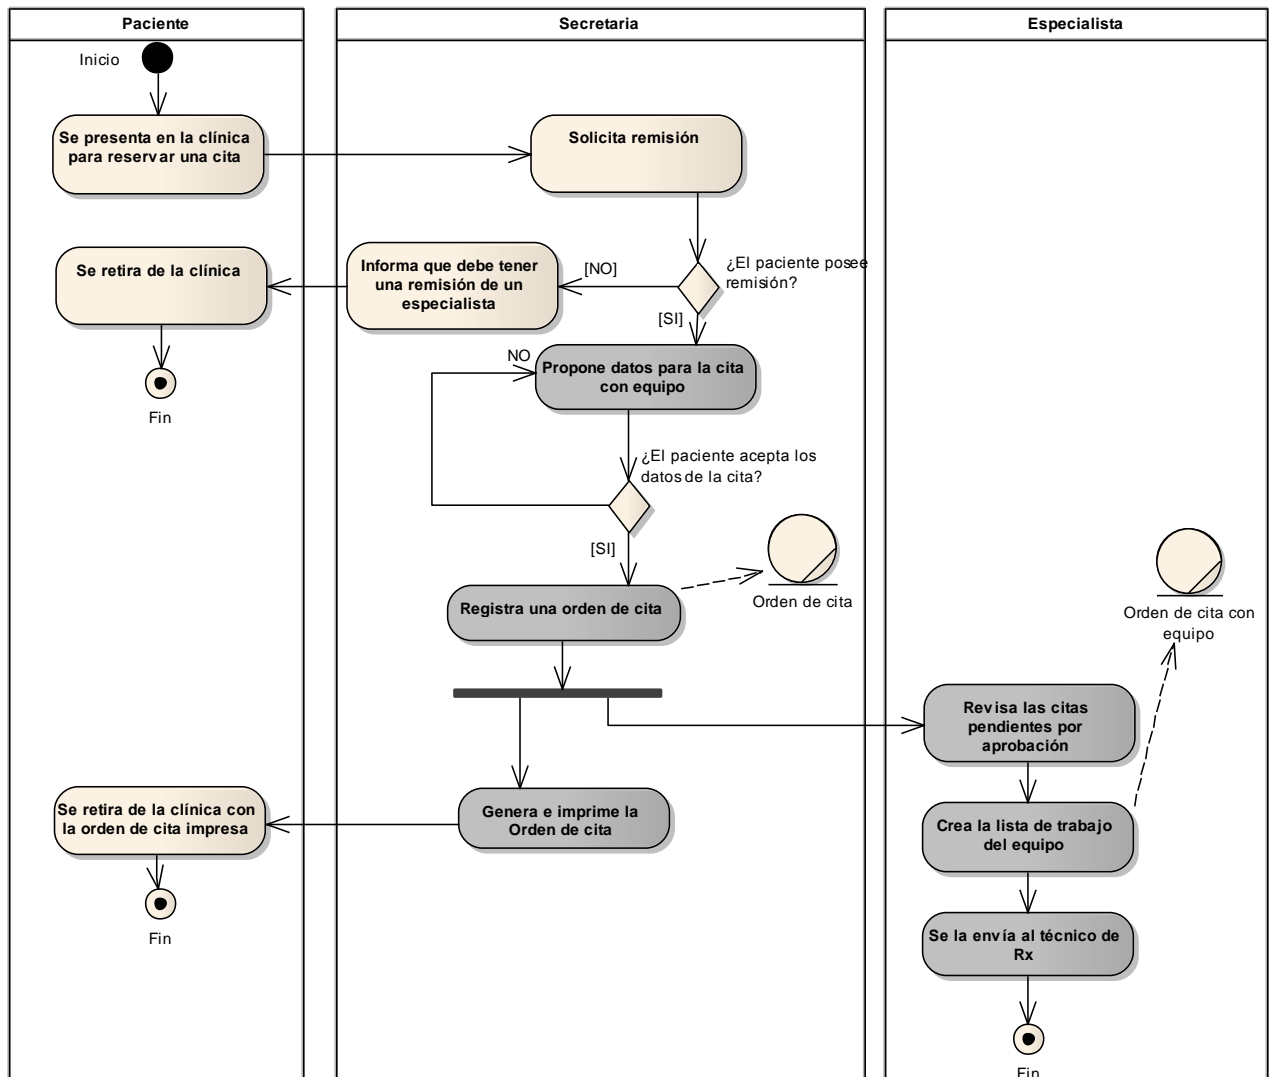 Paciente
Secretaria
Especialista
Inicio
Se presenta en la clínica
para reservar una cita
Solicita remisión
¿El paciente posee
remisión?
[NO]
Informa que debe tener
una remisión de un
especialista
Se retira de la clínica
Fin
[SI]
NO
Propone datos para la cita
con equipo
¿El paciente acepta los
datos de la cita?
[SI]
Registra una orden de cita
Orden de cita
Orden de cita con
equipo
Revisa las citas
pendientes por
aprobación
Genera e imprime la
Orden de cita
Se retira de la clínica con
la orden de cita impresa
Fin
Crea la lista de trabajo
del equipo
Se la envía al técnico de
Rx
Fin